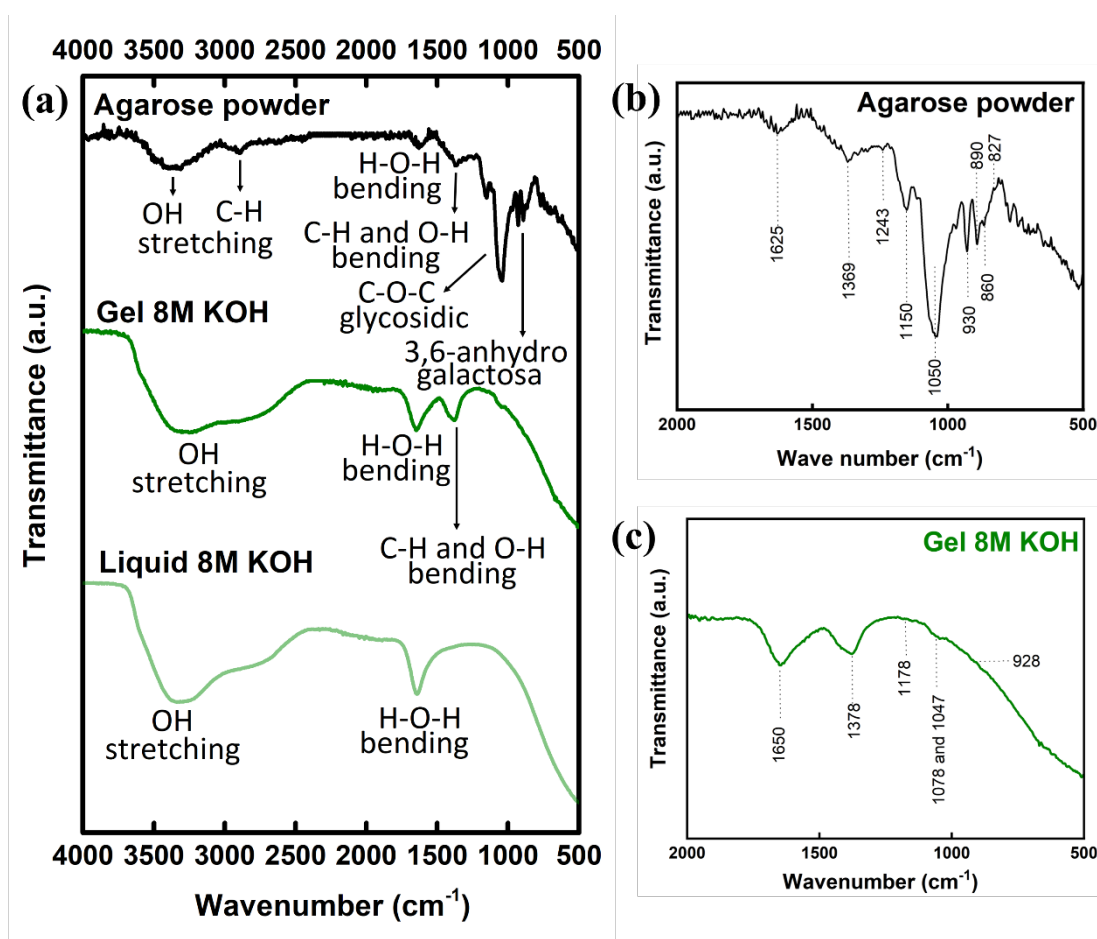 4000 3500 3000 2500 2000 1500 1000 500
(a)
Agarose powder
OH
stretching
C-H
H-O-H
bending
C-H and O-H
bending
C-O-C
glycosidic
3,6-anhydro
galactosa
Gel 8M KOH
OH
stretching
H-O-H
bending
C-H and O-H
bending
Liquid 8M KOH
OH
stretching
H-O-H
bending
Transmittance (a.u.)
4000 3500 3000 2500 2000 1500 1000 500
Wavenumber (cm-1)
(b)
Agarose powder
Transmittance (a.u.)
1625
1369
1243
1150
1050
930
890
860
827
2000 1500 1000 500
Wave number (cm-1)
(c)
Gel 8M KOH
Transmittance (a.u.)
1650
1378
1178
1078 and 1047
928
2000 1500 1000 500
Wavenumber (cm-1)